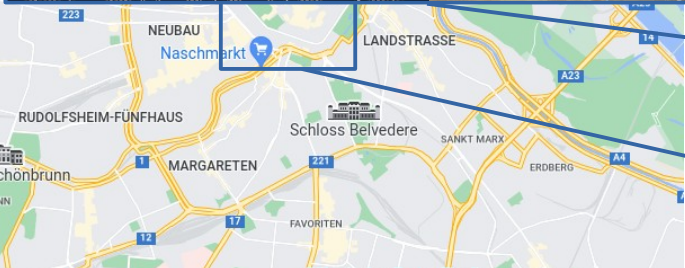 223
NEUBAU
Naschmarkt
LANDSTRASSE
14
A23
RUDOLFSHEIM-FÜNFHAUS
Schloss Belvedere
SANKT MARX
1
MARGARETEN
221
A4
ERDBERG
chönbrunn
17
FAVORITEN
12